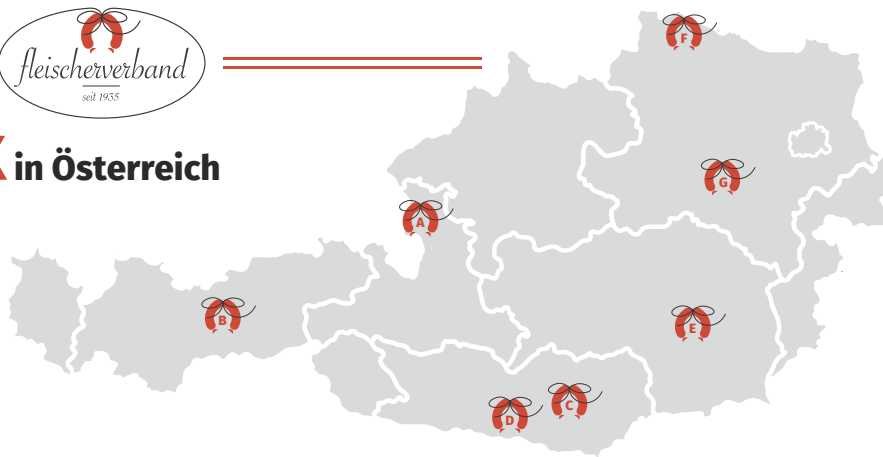 fleischerverband
seit 1935
in Österreich
F
G
A
B
E
C
D